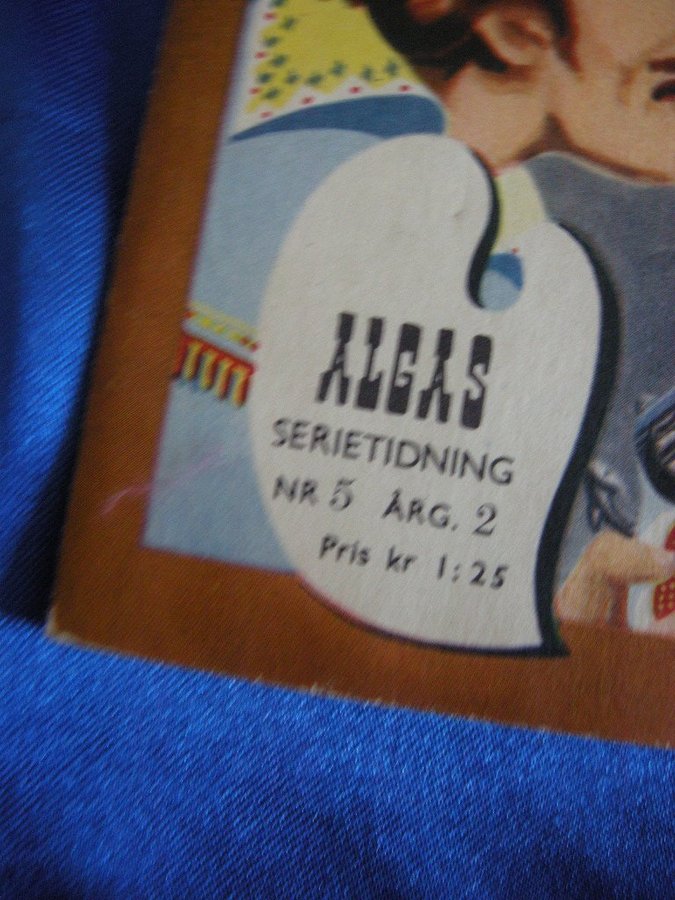 ALGAS
SERIETIDNING
NR 5 ÅRG. 2
Pris kr 1:25